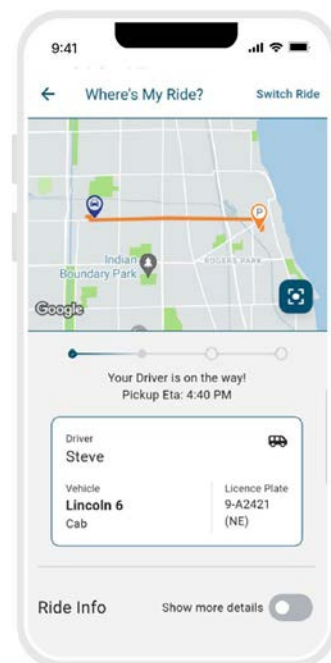 9:41
Where's My Ride?
Switch Ride
P
Indian
Boundary Park
ROGERS PARK
Google
Your Driver is on the way!
Pickup Eta: 4:40 PM
Driver
Steve
Vehicle
Licence Plate
Lincoln 6
9-A2421
Cab
(NE)
Ride Info
Show more details